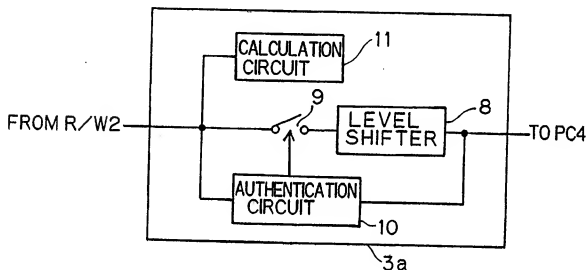 CALCULATION
CIRCUIT
11
FROM R/W2
9
LEVEL
SHIFTER
8
TO PC4
AUTHENTICATION
CIRCUIT
10
3a